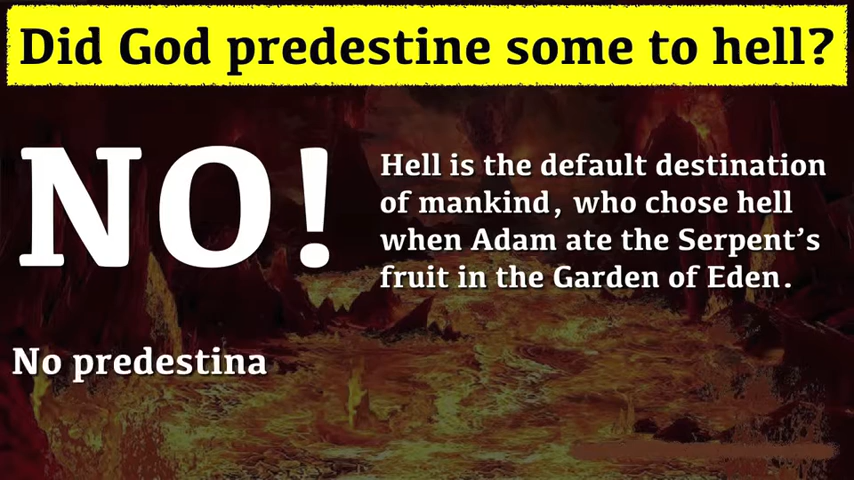 Did God predestine some to hell?
NO!
Hell is the default destination
of mankind, who chose hell
when Adam ate the Serpent's
fruit in the Garden of Eden.
No predestina